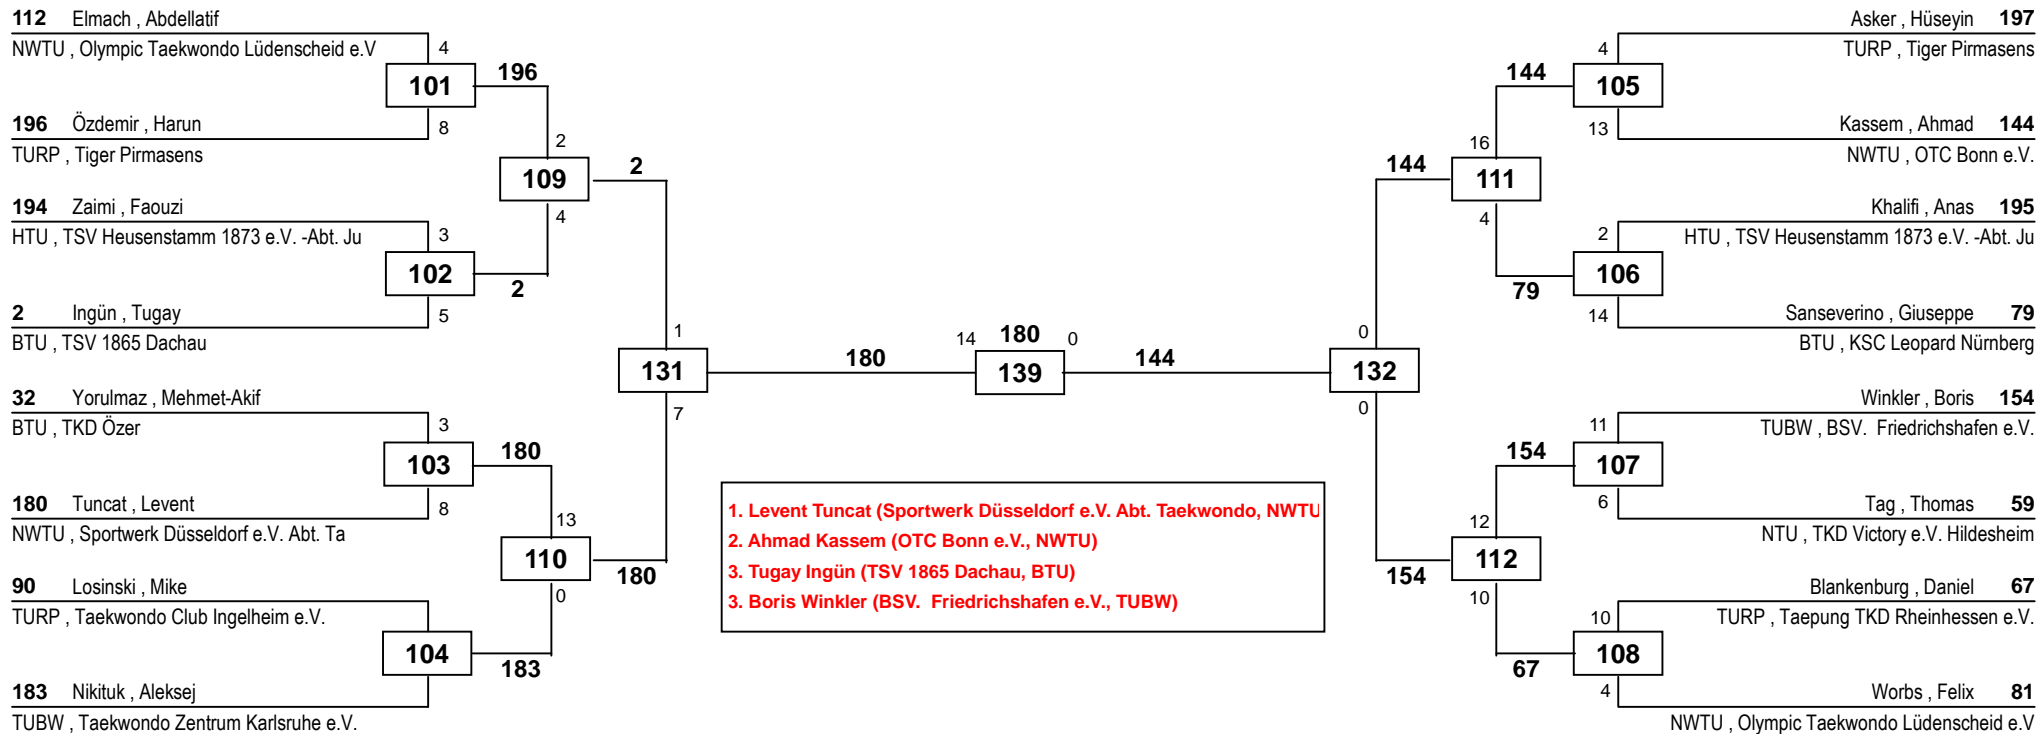 112 Elmach , Abdellatif
NWTU , Olympic Taekwondo Lüdenscheid e.V
4
101
196
8
196 Özdemir , Harun
TURP , Tiger Pirmasens
2
109
2
4
194 Zaimi , Faouzi
HTU , TSV Heusenstamm 1873 e.V. -Abt. Ju
3
102
2
5
2 Ingün , Tugay
BTU , TSV 1865 Dachau
1
131
180
7
32 Yorulmaz , Mehmet-Akif
BTU , TKD Özer
3
103
180
8
180 Tuncat , Levent
NWTU , Sportwerk Düsseldorf e.V. Abt. Ta
13
110
180
0
90 Losinski , Mike
TURP , Taekwondo Club Ingelheim e.V.
104
183
183 Nikituk , Aleksej
TUBW , Taekwondo Zentrum Karlsruhe e.V.
14 180 0
139
144
1. Levent Tuncat (Sportwerk Düsseldorf e.V. Abt. Taekwondo, NWTU
2. Ahmad Kassem (OTC Bonn e.V., NWTU)
3. Tugay Ingün (TSV 1865 Dachau, BTU)
3. Boris Winkler (BSV. Friedrichshafen e.V., TUBW)
Asker , Hüseyin 197
TURP , Tiger Pirmasens
4
144
105
13
Kassem , Ahmad 144
NWTU , OTC Bonn e.V.
16
144
111
4
Khalifi , Anas 195
HTU , TSV Heusenstamm 1873 e.V. -Abt. Ju
2
106
79
14
Sanseverino , Giuseppe 79
BTU , KSC Leopard Nürnberg
0
132
0
Winkler , Boris 154
TUBW , BSV. Friedrichshafen e.V.
11
154
107
6
Tag , Thomas 59
NTU , TKD Victory e.V. Hildesheim
12
112
154
10
Blankenburg , Daniel 67
TURP , Taepung TKD Rheinhessen e.V.
10
108
67
4
Worbs , Felix 81
NWTU , Olympic Taekwondo Lüdenscheid e.V